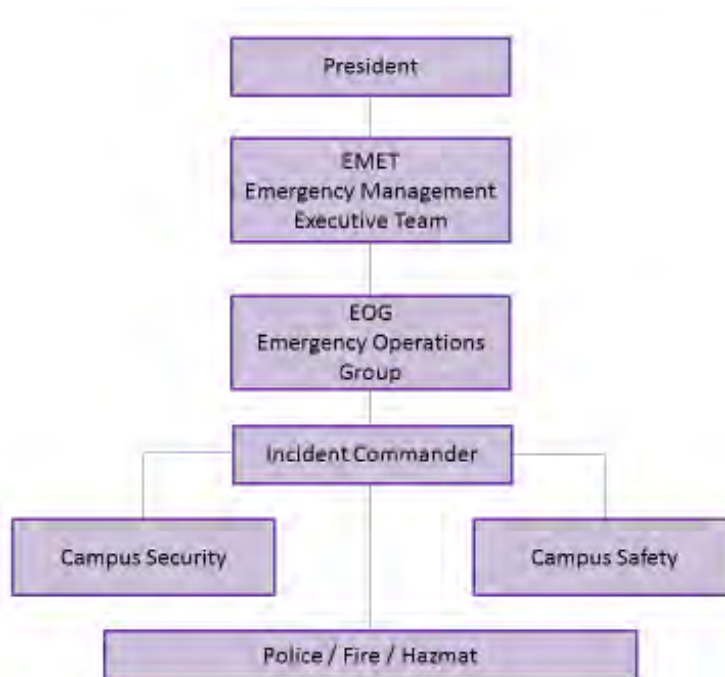 President
EMET
Emergency Management
Executive Team
EOG
Emergency Operations
Group
Incident Commander
Campus Security
Campus Safety
Police / Fire / Hazmat